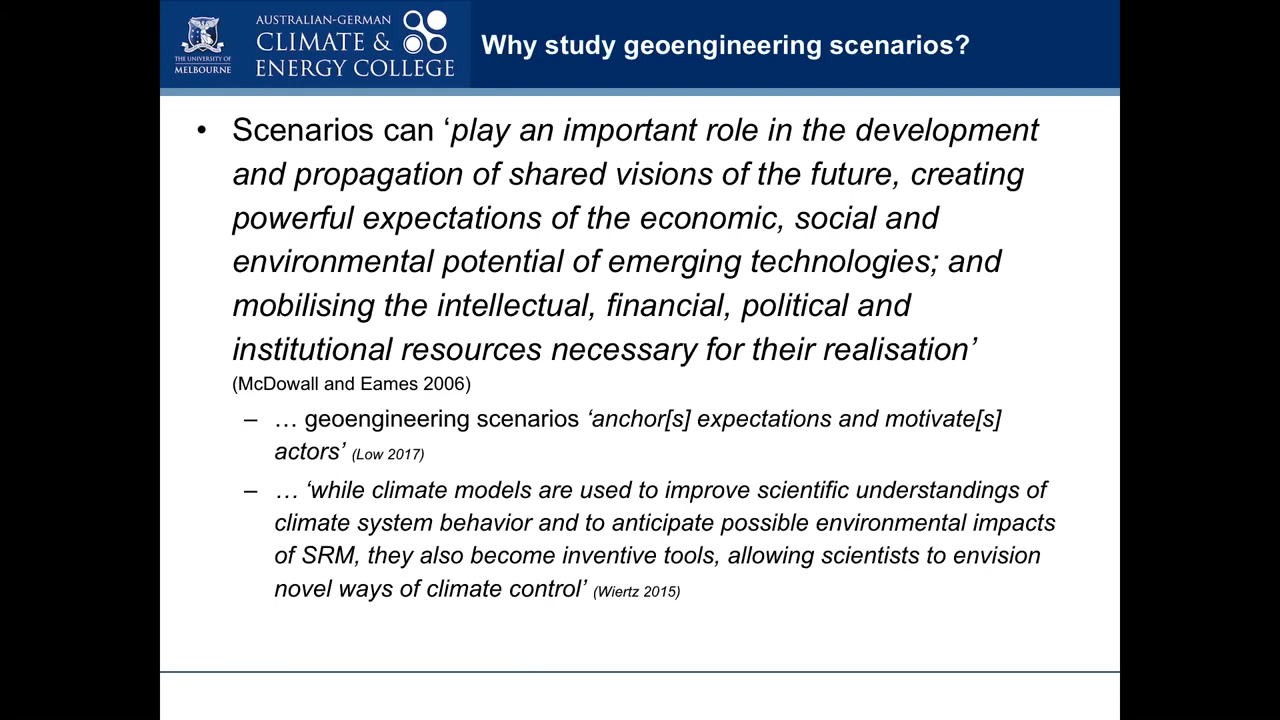 THE UNIVERSITY OF
MELBOURNE
AUSTRALIAN-GERMAN
CLIMATE &
ENERGY COLLEGE
Why study geoengineering scenarios?
• Scenarios can ‘play an important role in the development
and propagation of shared visions of the future, creating
powerful expectations of the economic, social and
environmental potential of emerging technologies; and
mobilising the intellectual, financial, political and
institutional resources necessary for their realisation’
(McDowall and Eames 2006)
– … geoengineering scenarios ‘anchor[s] expectations and motivate[s]
actors’ (Low 2017)
– … ‘while climate models are used to improve scientific understandings of
climate system behavior and to anticipate possible environmental impacts
of SRM, they also become inventive tools, allowing scientists to envision
novel ways of climate control’ (Wiertz 2015)